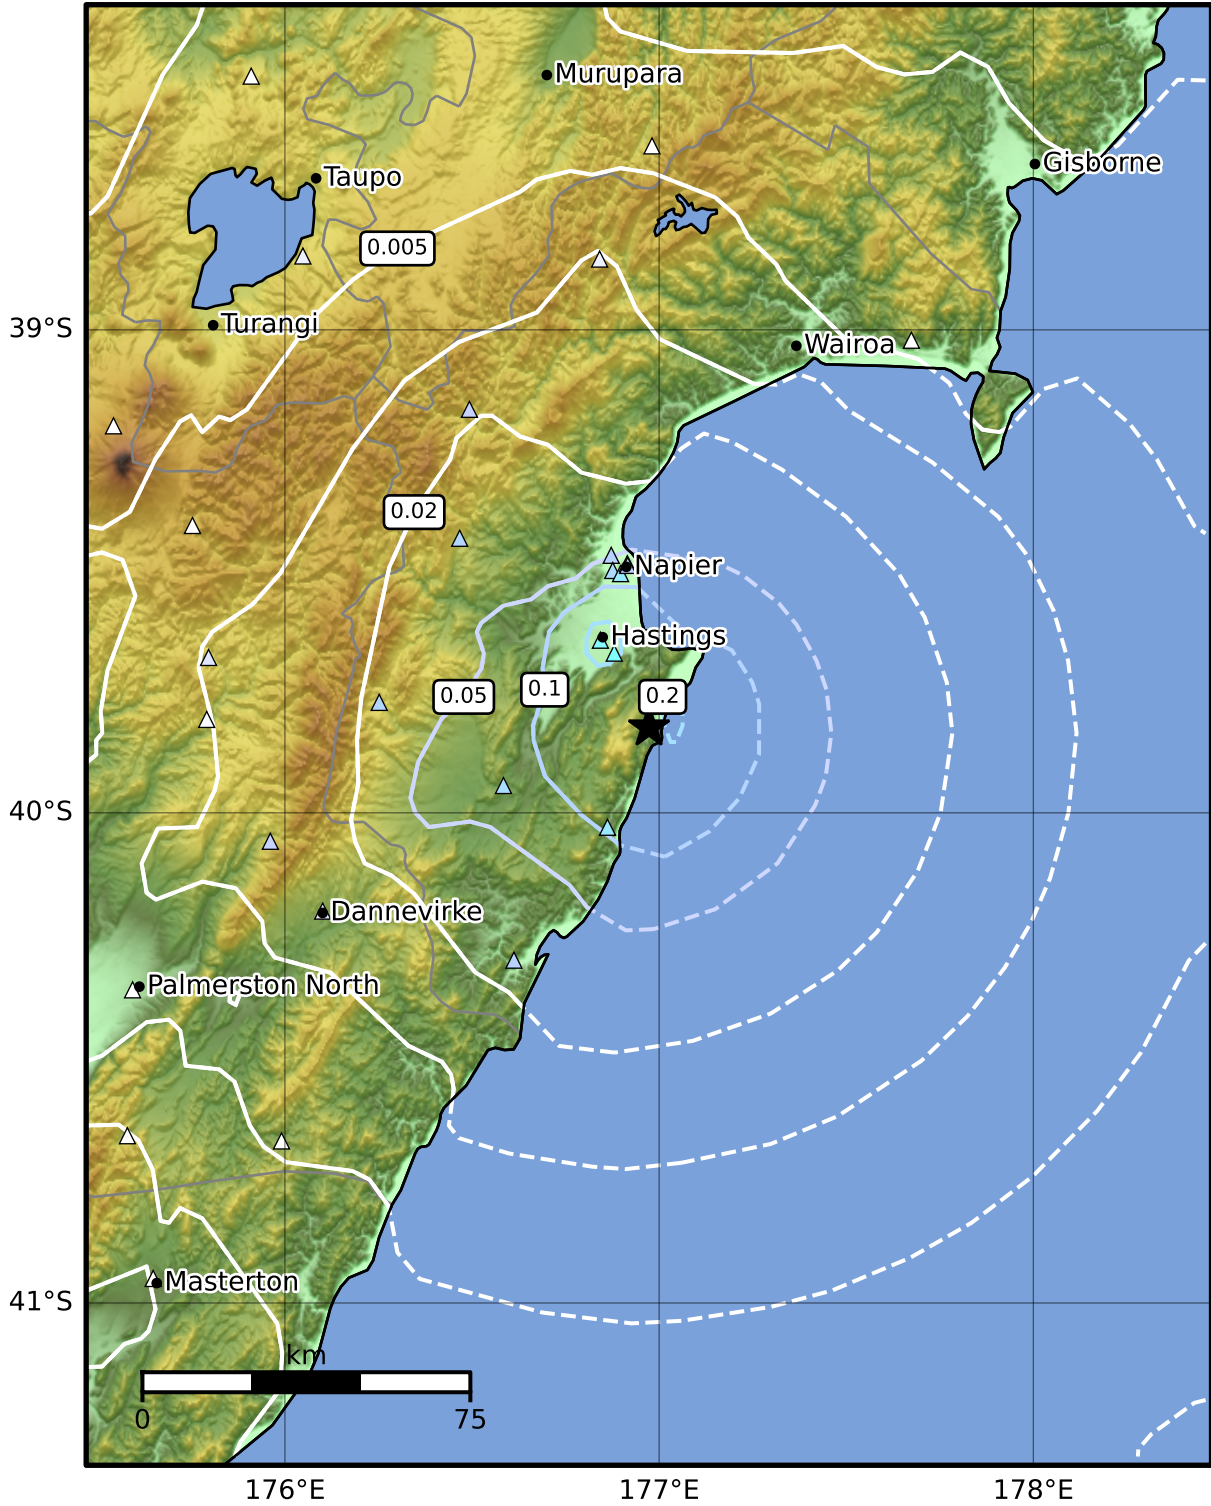 Murupara
Gisborne
Taupo
0.005
Turangi
39°S
Wairoa
0.02
Napier
Hastings
0.05
0.1
0.2
40°S
Dannevirke
Palmerston North
Masterton
41°S
km
0
75
176°E
177°E
178°E